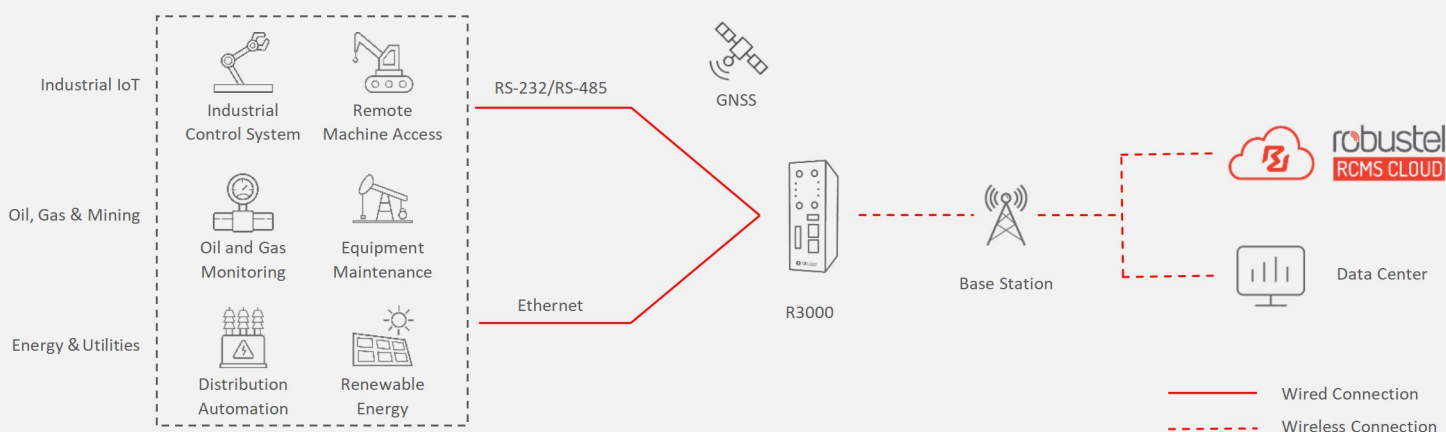 Industrial IoT
Industrial
Control System
Remote
Machine Access
Oil, Gas & Mining
Oil and Gas
Monitoring
Equipment
Maintenance
Energy & Utilities
Distribution
Automation
Renewable
Energy
RS-232/RS-485
Ethernet
GNSS
R3000
Base Station
robustel
RCMS CLOUD
Data Center
Wired Connection
Wireless Connection